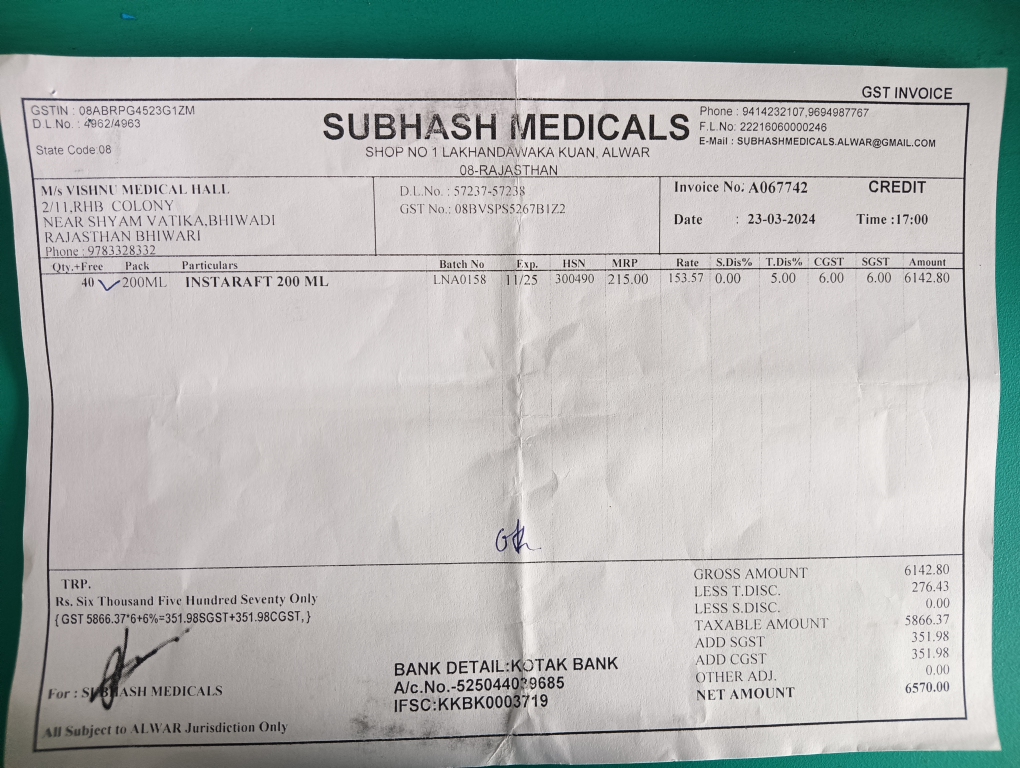 GST INVOICE
GSTIN : 08ABRPG4523G1ZM
D.L.No. : 4962/4963
State Code:08
SUBHASH MEDICALS
SHOP NO 1 LAKHANDAWAKA KUAN, ALWAR
08-RAJASTHAN
Phone : 9414232107,9694987767
F.L.No: 22216060000246
E-Mail : SUBHASHMEDICALS.ALWAR@GMAIL.COM
M/s VISHNU MEDICAL HALL
2/11,RHB COLONY
NEAR SHYAM VATIKA,BHIWADI
RAJASTHAN BHIWARI
Phone : 9783328332
D.L.No. : 57237-57238
GST No.: 08BVSPS5267B1Z2
Invoice No: A067742 CREDIT
Date : 23-03-2024 Time :17:00
Qty.+Free Pack Particulars Batch No Exp. HSN MRP Rate S.Dis% T.Dis% CGST SGST Amount
40 200ML INSTARAFT 200 ML LNA0158 11/25 300490 215.00 153.57 0.00 5.00 6.00 6.00 6142.80
TRP.
Rs. Six Thousand Five Hundred Seventy Only
{ GST 5866.37*6+6%=351.98SGST+351.98CGST, }
For : SUBHASH MEDICALS
All Subject to ALWAR Jurisdiction Only
BANK DETAIL:KOTAK BANK
A/c.No.-525044039685
IFSC:KKBK0003719
GROSS AMOUNT 6142.80
LESS T.DISC. 276.43
LESS S.DISC. 0.00
TAXABLE AMOUNT 5866.37
ADD SGST 351.98
ADD CGST 351.98
OTHER ADJ. 0.00
NET AMOUNT 6570.00